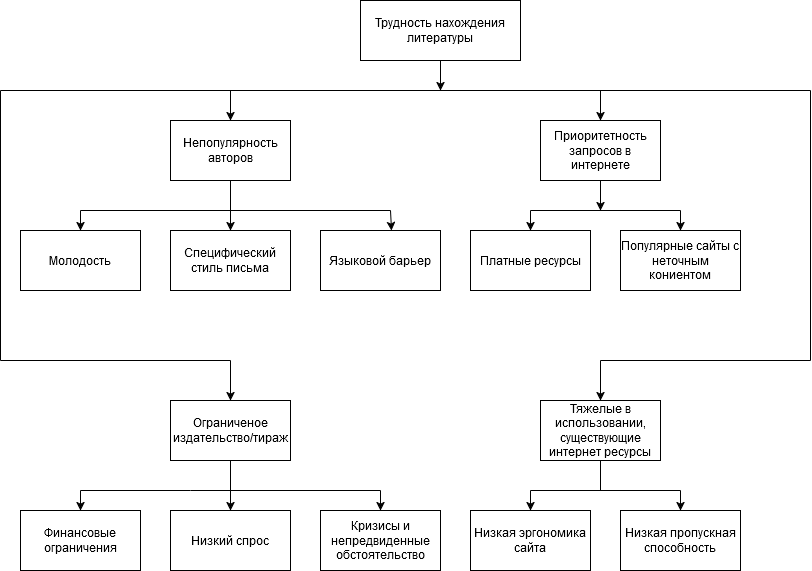 Трудность нахождения
литературы
Непопулярность
авторов
Приоритетность
запросов в
интернете
Молодость
Специфический
стиль письма
Языковой барьер
Платные ресурсы
Популярные сайты с
неточным
кониентом
Ограниченое
издательство/тираж
Тяжелые в
использовании,
существующие
интернет ресурсы
Финансовые
ограничения
Низкий спрос
Кризисы и
непредвиденные
обстоятельство
Низкая эргономика
сайта
Низкая пропускная
способность